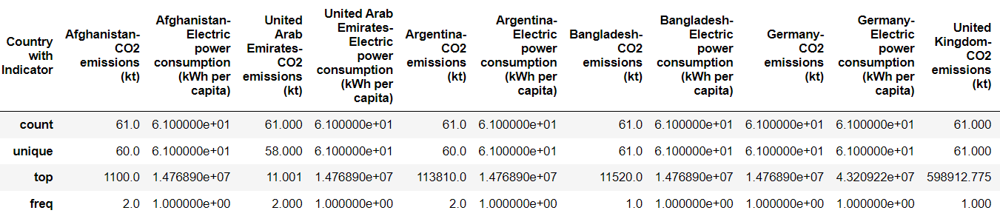 Country
with
Indicator
Afghanistan-
CO2
emissions
(kt)
Afghanistan-
Electric
power
consumption
(kWh per
capita)
United
Arab
Emirates-
CO2
emissions
(kt)
United Arab
Emirates-
Electric
power
consumption
(kWh per
capita)
Argentina-
CO2
emissions
(kt)
Argentina-
Electric
power
consumption
(kWh per
capita)
Bangladesh-
CO2
emissions
(kt)
Bangladesh-
Electric
power
consumption
(kWh per
capita)
Germany-
CO2
emissions
(kt)
Germany-
Electric
power
consumption
(kWh per
capita)
United
Kingdom-
CO2
emissions
(kt)
count 61.0 6.100000e+01 61.000 6.100000e+01 61.0 6.100000e+01 61.0 6.100000e+01 6.100000e+01 6.100000e+01 61.000
unique 60.0 6.100000e+01 58.000 6.100000e+01 60.0 6.100000e+01 61.0 6.100000e+01 6.100000e+01 6.100000e+01 61.000
top 1100.0 1.476890e+07 11.001 1.476890e+07 113810.0 1.476890e+07 11520.0 1.476890e+07 1.476890e+07 4.320922e+07 598912.775
freq 2.0 1.000000e+00 2.000 1.000000e+00 2.0 1.000000e+00 1.0 1.000000e+00 1.000000e+00 1.000000e+00 1.000